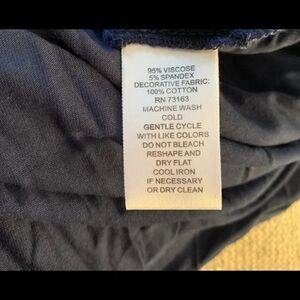 95% VISCOSE
5% SPANDEX
DECORATIVE FABRIC:
100% COTTON
RN 73163
MACHINE WASH
COLD
GENTLE CYCLE
WITH LIKE COLORS
DO NOT BLEACH
RESHAPE AND
DRY FLAT
COOL IRON
IF NECESSARY
OR DRY CLEAN